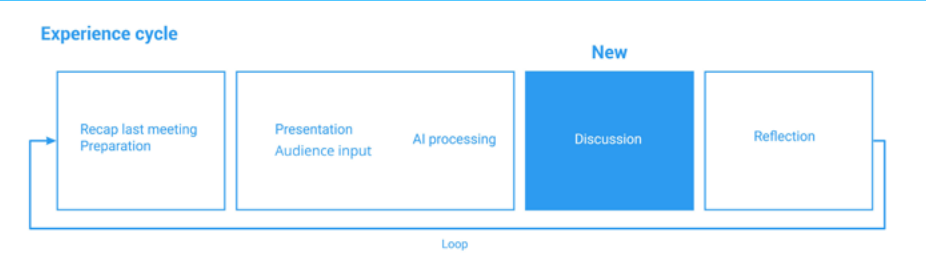 Experience cycle
New
Recap last meeting
Preparation
Presentation
Audience input
AI processing
Discussion
Reflection
Loop